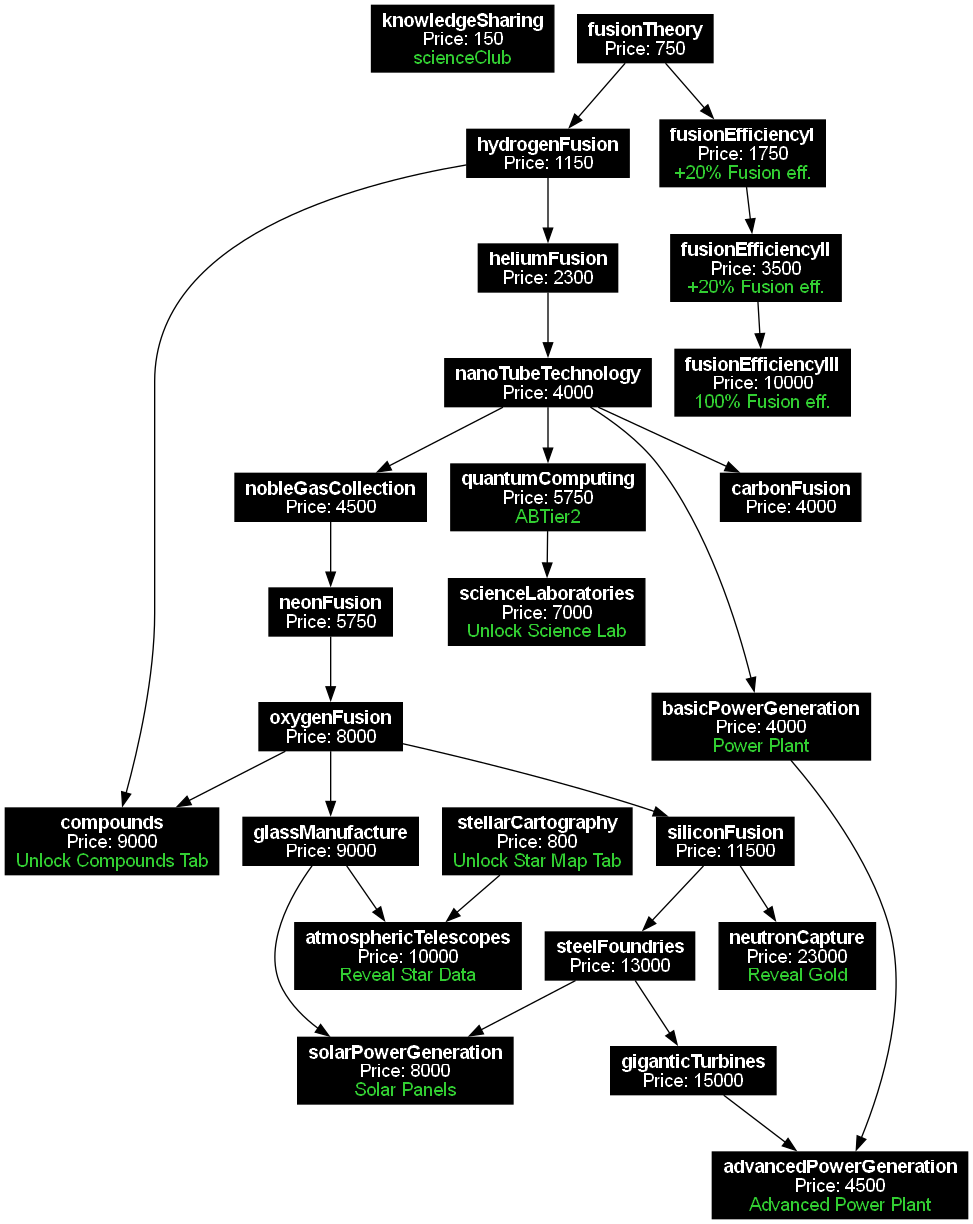 knowledgeSharing
Price: 150
scienceClub
fusionTheory
Price: 750
hydrogenFusion
Price: 1150
fusionEfficiencyI
Price: 1750
+20% Fusion eff.
heliumFusion
Price: 2300
fusionEfficiencyII
Price: 3500
+20% Fusion eff.
nanoTubeTechnology
Price: 4000
fusionEfficiencyIII
Price: 10000
100% Fusion eff.
nobleGasCollection
Price: 4500
quantumComputing
Price: 5750
ABTier2
carbonFusion
Price: 4000
neonFusion
Price: 5750
scienceLaboratories
Price: 7000
Unlock Science Lab
oxygenFusion
Price: 8000
basicPowerGeneration
Price: 4000
Power Plant
compounds
Price: 9000
Unlock Compounds Tab
glassManufacture
Price: 9000
stellarCartography
Price: 800
Unlock Star Map Tab
siliconFusion
Price: 11500
atmosphericTelescopes
Price: 10000
Reveal Star Data
steelFoundries
Price: 13000
neutronCapture
Price: 23000
Reveal Gold
solarPowerGeneration
Price: 8000
Solar Panels
giganticTurbines
Price: 15000
advancedPowerGeneration
Price: 4500
Advanced Power Plant